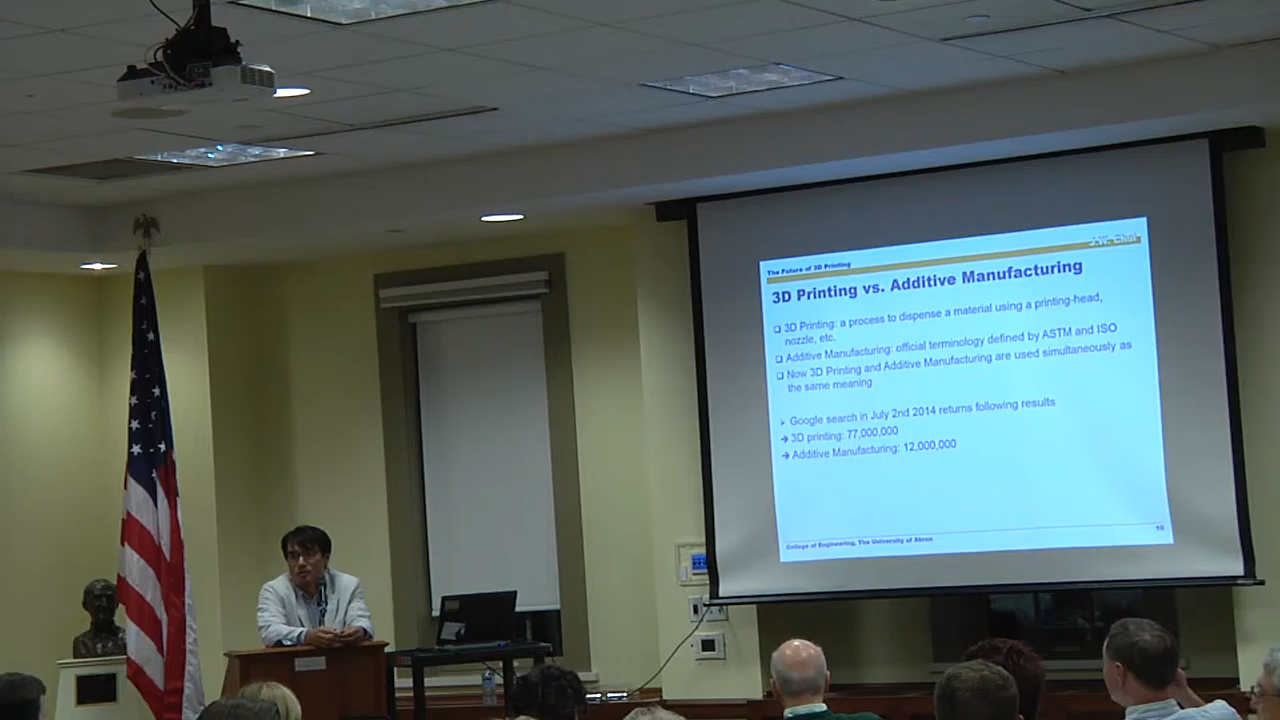 J.W. Choi
The Future of 3D Printing
3D Printing vs. Additive Manufacturing
❑ 3D Printing: a process to dispense a material using a printing-head,
nozzle, etc.
❑ Additive Manufacturing: official terminology defined by ASTM and ISO
❑ Now 3D Printing and Additive Manufacturing are used simultaneously as
the same meaning
➢ Google search in July 2nd 2014 returns following results
→ 3D printing: 77,000,000
→ Additive Manufacturing: 12,000,000
College of Engineering, The University of Akron
10